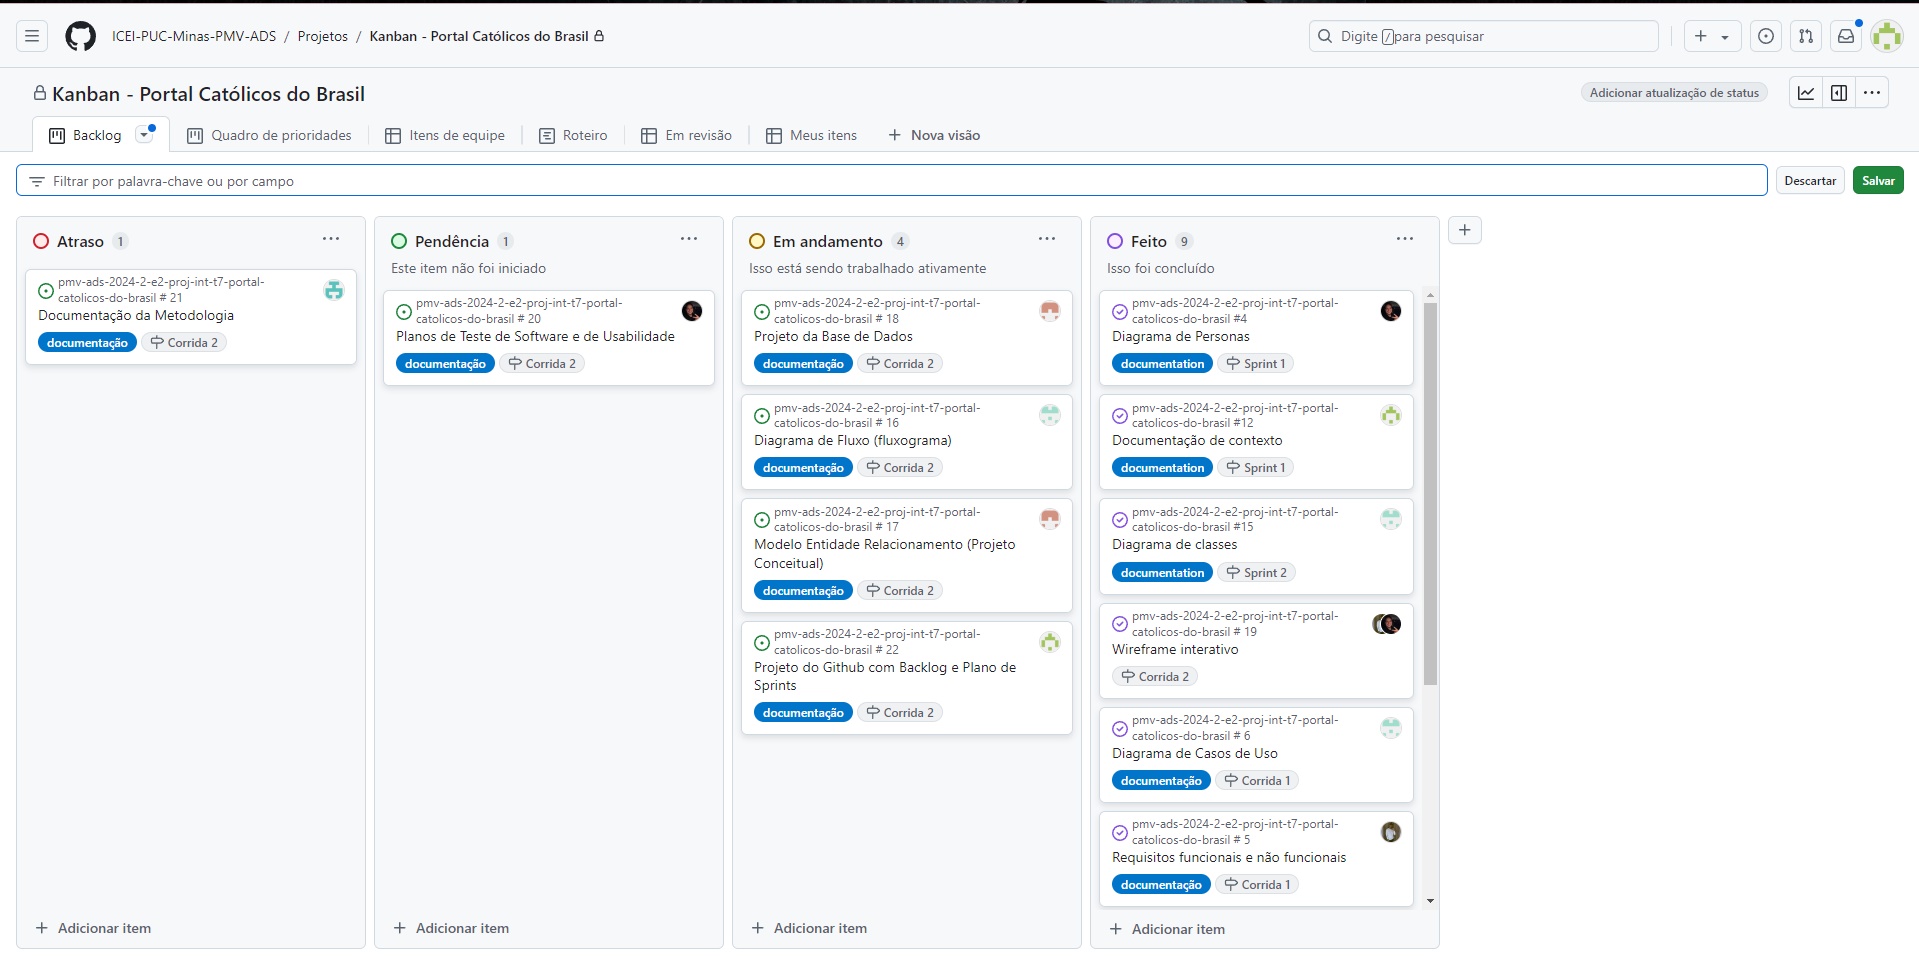 ICEI-PUC-Minas-PMV-ADS / Projetos / Kanban - Portal Católicos do Brasil
Digite / para pesquisar
Kanban - Portal Católicos do Brasil
Adicionar atualização de status
Backlog
Quadro de prioridades
Itens de equipe
Roteiro
Em revisão
Meus itens
Nova visão
Filtrar por palavra-chave ou por campo
Descartar
Salvar
Atraso 1
pmv-ads-2024-2-e2-proj-int-t7-portal-
catolicos-do-brasil # 21
Documentação da Metodologia
documentação Corrida 2
Adicionar item
Pendência 1
Este item não foi iniciado
pmv-ads-2024-2-e2-proj-int-t7-portal-
catolicos-do-brasil # 20
Planos de Teste de Software e de Usabilidade
documentação Corrida 2
Adicionar item
Em andamento 4
Isso está sendo trabalhado ativamente
pmv-ads-2024-2-e2-proj-int-t7-portal-
catolicos-do-brasil # 18
Projeto da Base de Dados
documentação Corrida 2
pmv-ads-2024-2-e2-proj-int-t7-portal-
catolicos-do-brasil # 16
Diagrama de Fluxo (fluxograma)
documentação Corrida 2
pmv-ads-2024-2-e2-proj-int-t7-portal-
catolicos-do-brasil # 17
Modelo Entidade Relacionamento (Projeto
Conceitual)
documentação Corrida 2
pmv-ads-2024-2-e2-proj-int-t7-portal-
catolicos-do-brasil # 22
Projeto do Github com Backlog e Plano de
Sprints
documentação Corrida 2
Adicionar item
Feito 9
Isso foi concluído
pmv-ads-2024-2-e2-proj-int-t7-portal-
catolicos-do-brasil #4
Diagrama de Personas
documentation Sprint 1
pmv-ads-2024-2-e2-proj-int-t7-portal-
catolicos-do-brasil #12
Documentação de contexto
documentation Sprint 1
pmv-ads-2024-2-e2-proj-int-t7-portal-
catolicos-do-brasil #15
Diagrama de classes
documentation Sprint 2
pmv-ads-2024-2-e2-proj-int-t7-portal-
catolicos-do-brasil # 19
Wireframe interativo
Corrida 2
pmv-ads-2024-2-e2-proj-int-t7-portal-
catolicos-do-brasil # 6
Diagrama de Casos de Uso
documentação Corrida 1
pmv-ads-2024-2-e2-proj-int-t7-portal-
catolicos-do-brasil # 5
Requisitos funcionais e não funcionais
documentação Corrida 1
Adicionar item